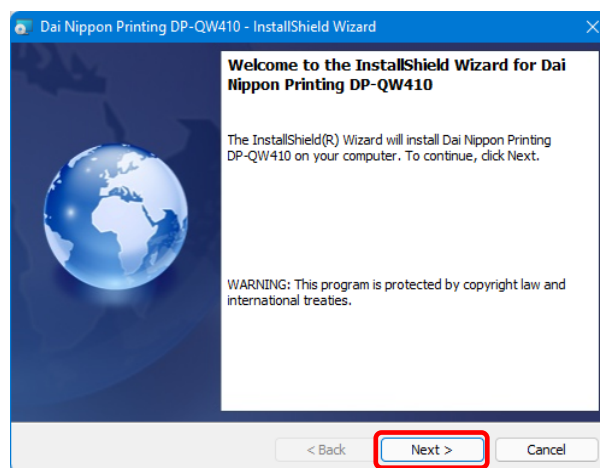 Dai Nippon Printing DP-QW410 - InstallShield Wizard
Welcome to the InstallShield Wizard for Dai
Nippon Printing DP-QW410
The InstallShield(R) Wizard will install Dai Nippon Printing
DP-QW410 on your computer. To continue, click Next.
WARNING: This program is protected by copyright law and
international treaties.
< Back Next > Cancel